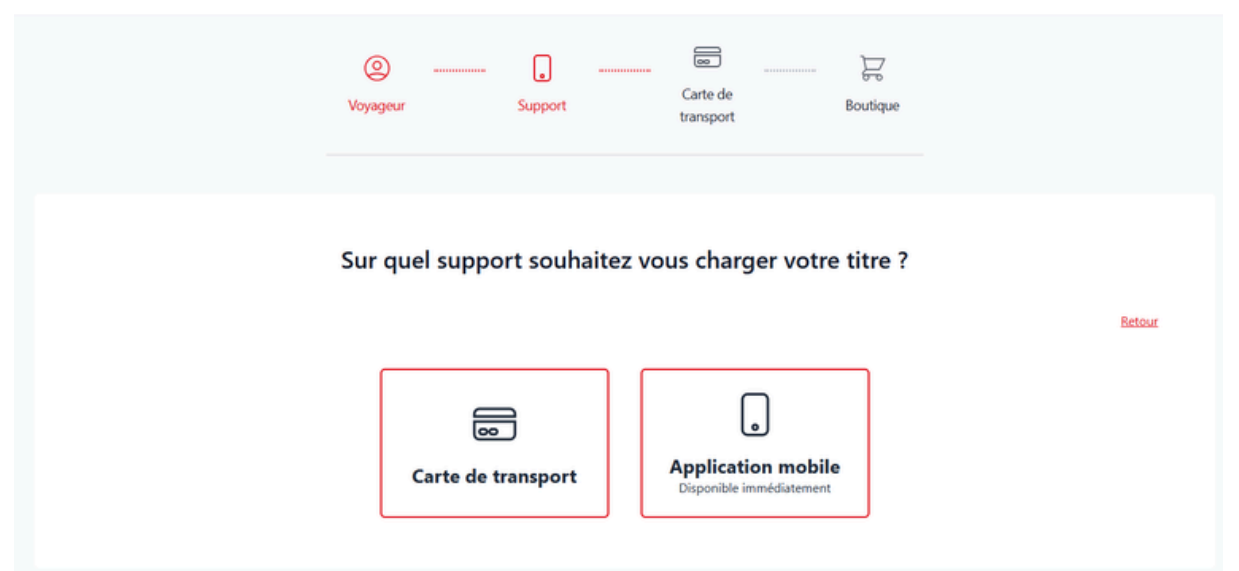 Voyageur
Support
Carte de
transport
Boutique
Sur quel support souhaitez vous charger votre titre ?
Retour
Carte de transport
Application mobile
Disponible immédiatement